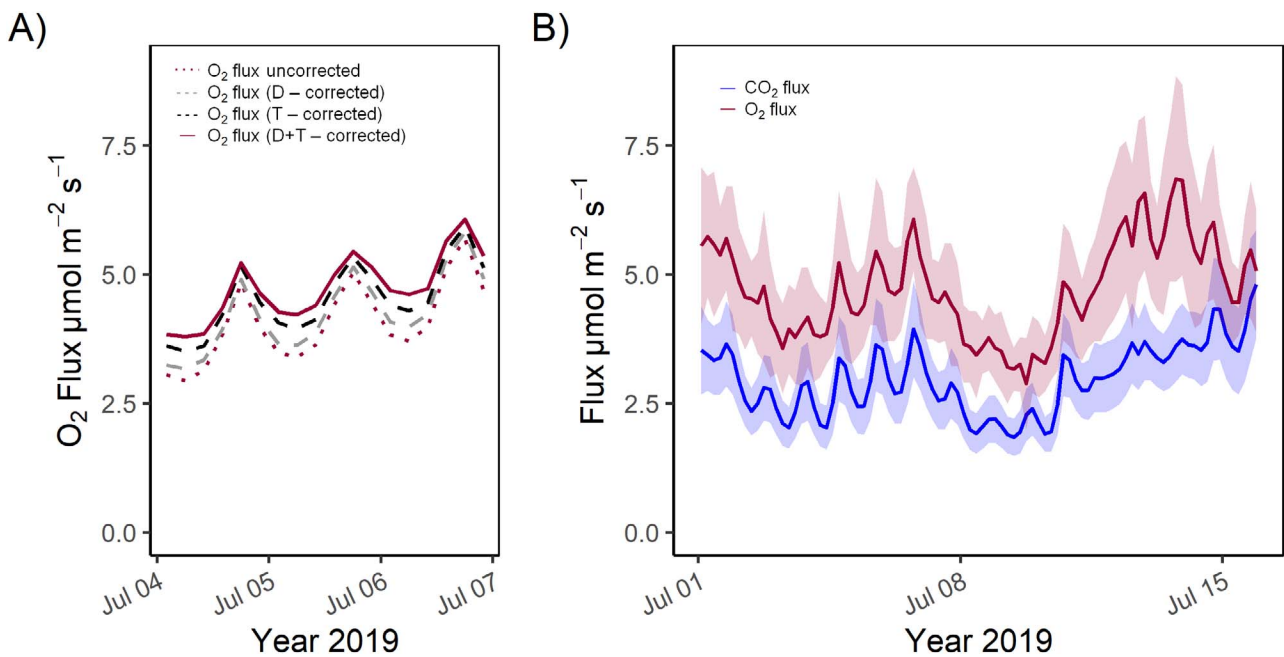 A)
O₂ flux uncorrected
O₂ flux (D – corrected)
O₂ flux (T – corrected)
O₂ flux (D+T – corrected)
7.5
5.0
2.5
0.0
O₂ Flux µmol m⁻² s⁻¹
Jul 04
Jul 05
Jul 06
Jul 07
Year 2019
B)
CO₂ flux
O₂ flux
7.5
5.0
2.5
0.0
Flux µmol m⁻² s⁻¹
Jul 01
Jul 08
Jul 15
Year 2019